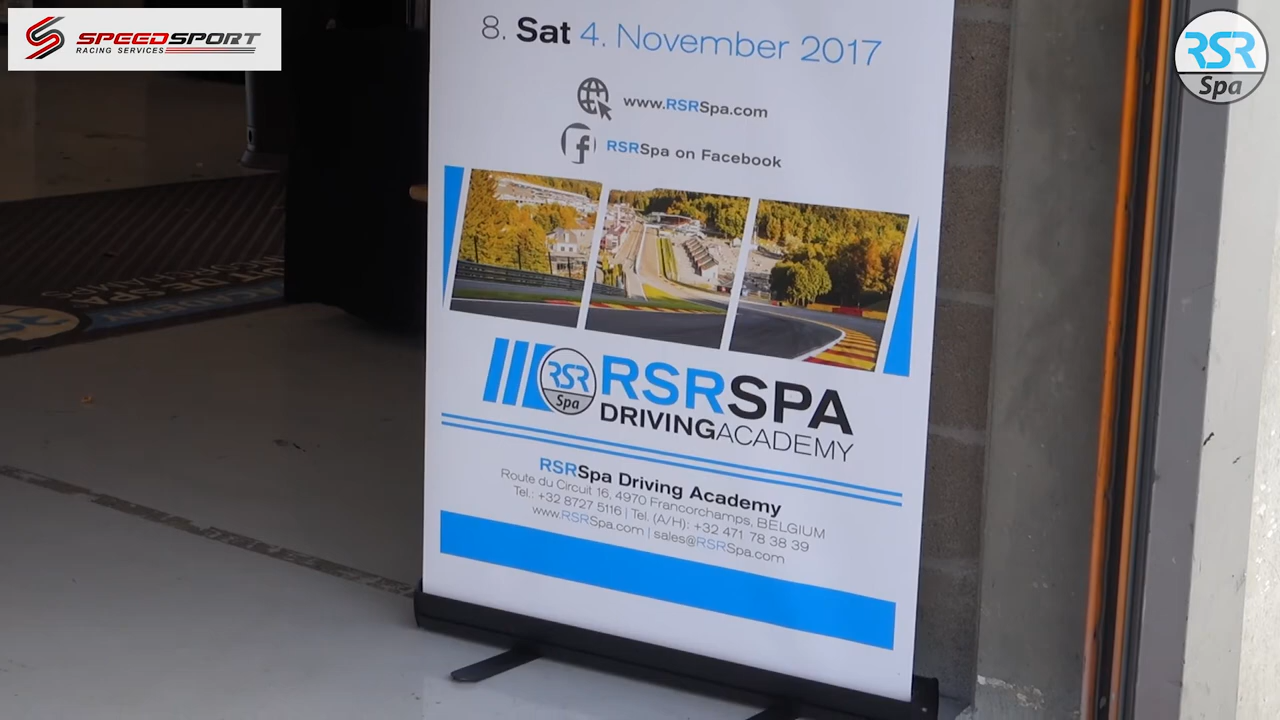 SPEEDSPORT
RACING SERVICES
RSR
Spa
8. Sat 4. November 2017
www.RSRSpa.com
RSRSpa on Facebook
RSR
Spa
RSRSPA
DRIVINGACADEMY
RSRSpa Driving Academy
Route du Circuit 16, 4970 Francorchamps, BELGIUM
Tel.: +32 8727 5116 | Tel. (A/H): +32 471 78 38 39
www.RSRSpa.com | sales@RSRSpa.com